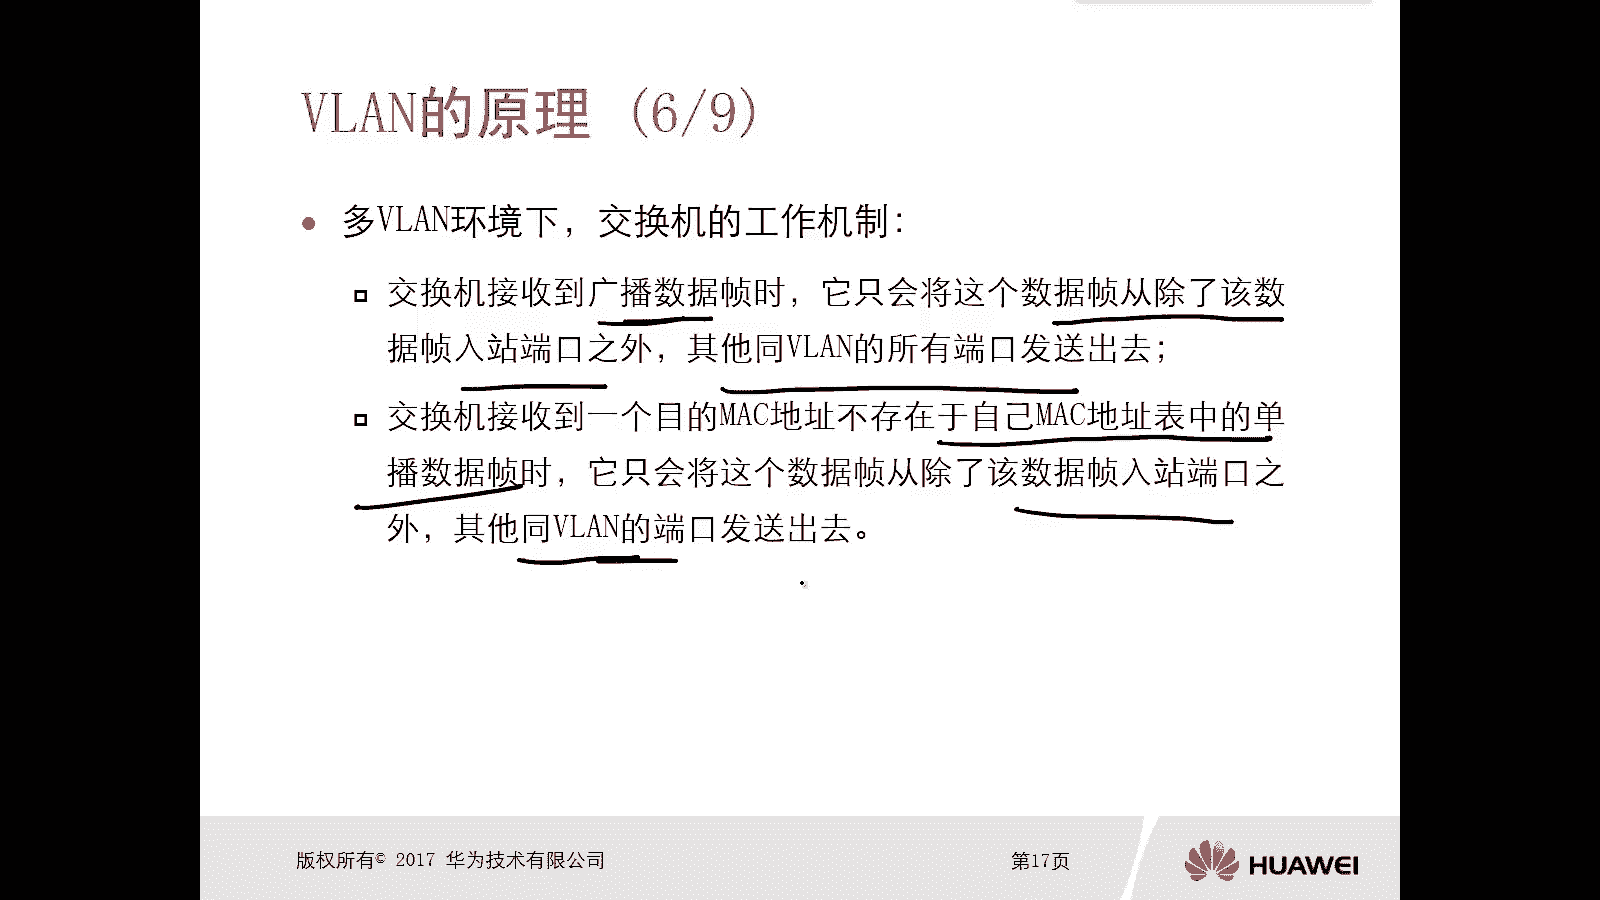 VLAN的原理 (6/9)
多VLAN环境下，交换机的工作机制：
交换机接收到广播数据帧时，它只会将这个数据帧从除了该数
据帧入站端口之外，其他同VLAN的所有端口发送出去；
交换机接收到一个目的MAC地址不存在于自己MAC地址表中的单
播数据帧时，它只会将这个数据帧从除了该数据帧入站端口之
外，其他同VLAN的端口发送出去。
版权所有© 2017 华为技术有限公司
第17页
HUAWEI